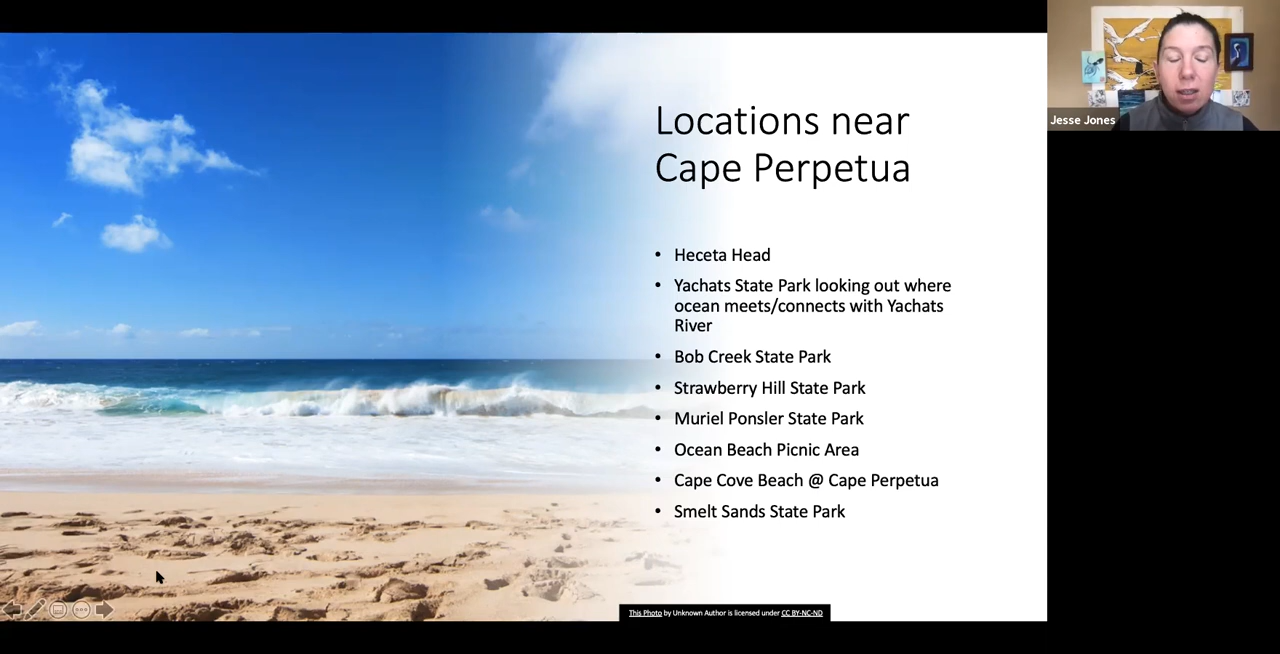 Locations near
Cape Perpetua
• Heceta Head
• Yachats State Park looking out where
ocean meets/connects with Yachats
River
• Bob Creek State Park
• Strawberry Hill State Park
• Muriel Ponsler State Park
• Ocean Beach Picnic Area
• Cape Cove Beach @ Cape Perpetua
• Smelt Sands State Park
This Photo by Unknown Author is licensed under CC BY-NC-ND
Jesse Jones